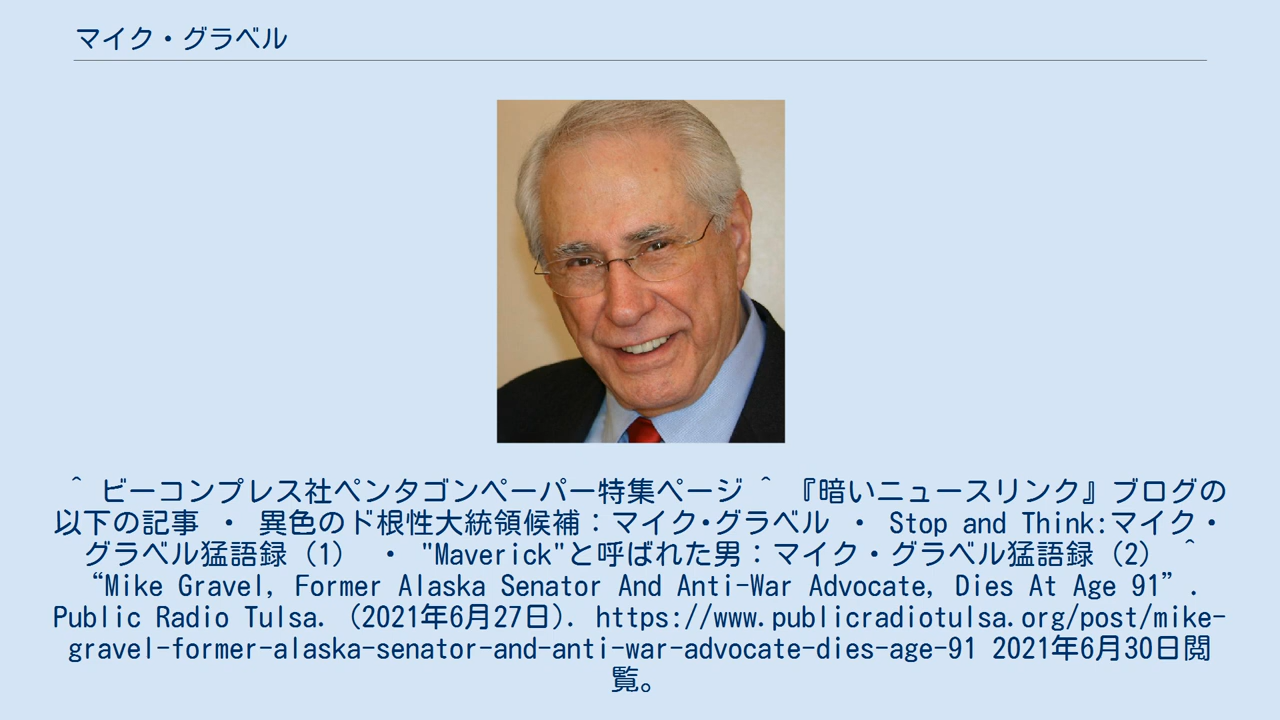 マイク・グラベル
^ ビーコンプレス社ペンタゴンペーパー特集ページ ^ 『暗いニュースリンク』ブログの
以下の記事 ・ 異色のド根性大統領候補：マイク・グラベル ・ Stop and Think:マイク・
グラベル猛語録（1） ・ "Maverick"と呼ばれた男：マイク・グラベル猛語録（2） ^
“Mike Gravel, Former Alaska Senator And Anti-War Advocate, Dies At Age 91”.
Public Radio Tulsa. (2021年6月27日). https://www.publicradiotulsa.org/post/mike-
gravel-former-alaska-senator-and-anti-war-advocate-dies-age-91 2021年6月30日閲
覧。